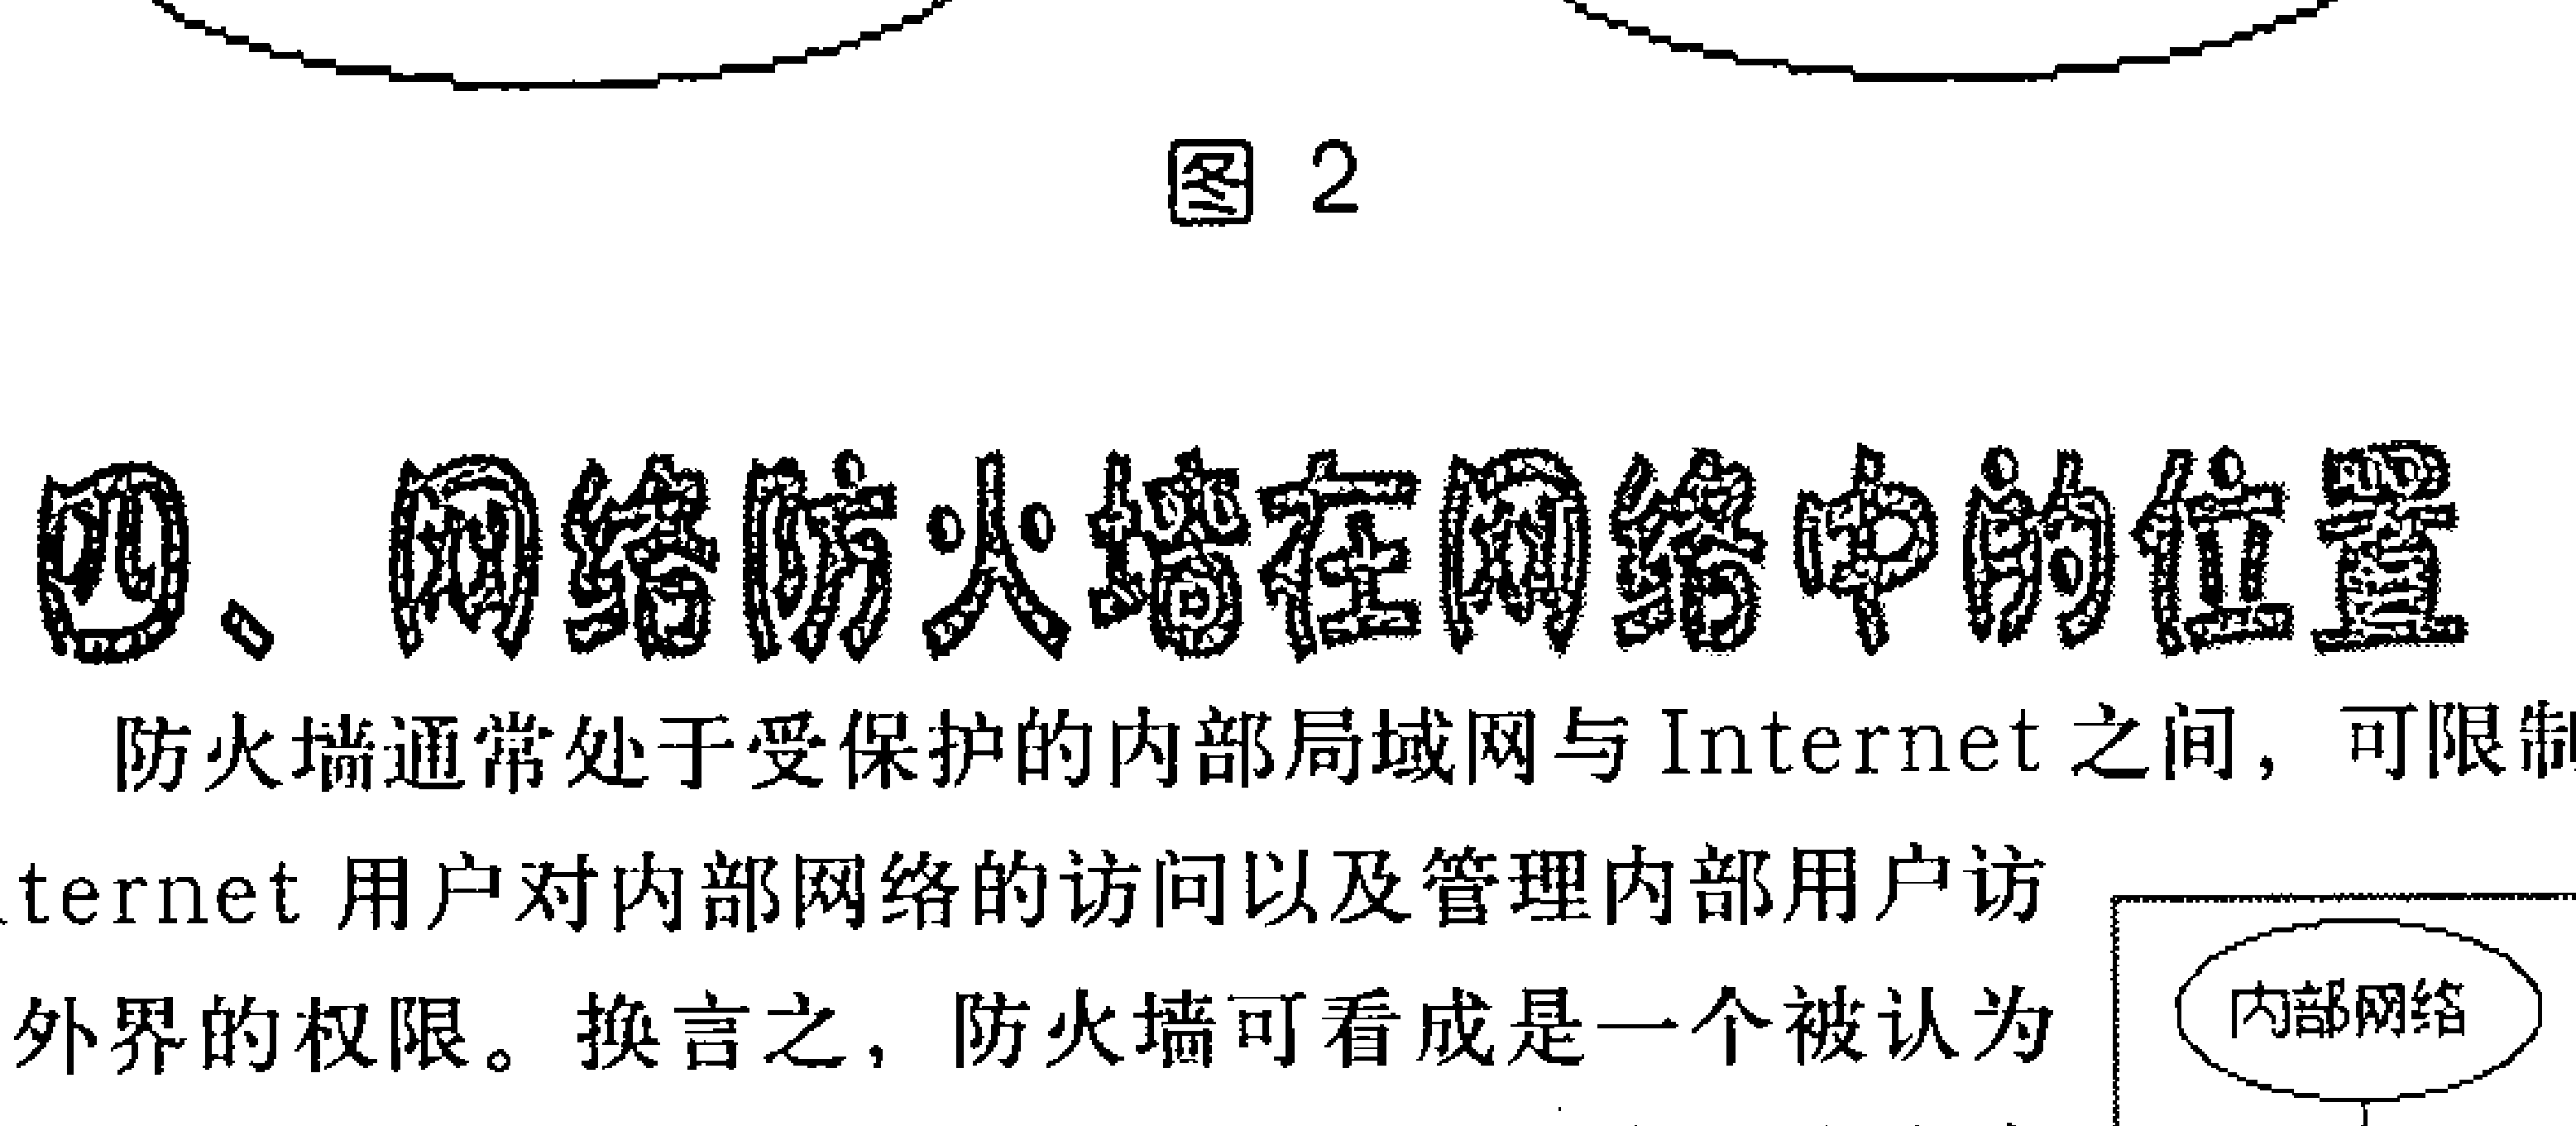 图 2
四、网络防火墙在网络中的位置
防火墙通常处于受保护的内部局域网与 Internet 之间，可限制
ternet 用户对内部网络的访问以及管理内部用户访
外界的权限。换言之，防火墙可看成是一个被认为
内部网络